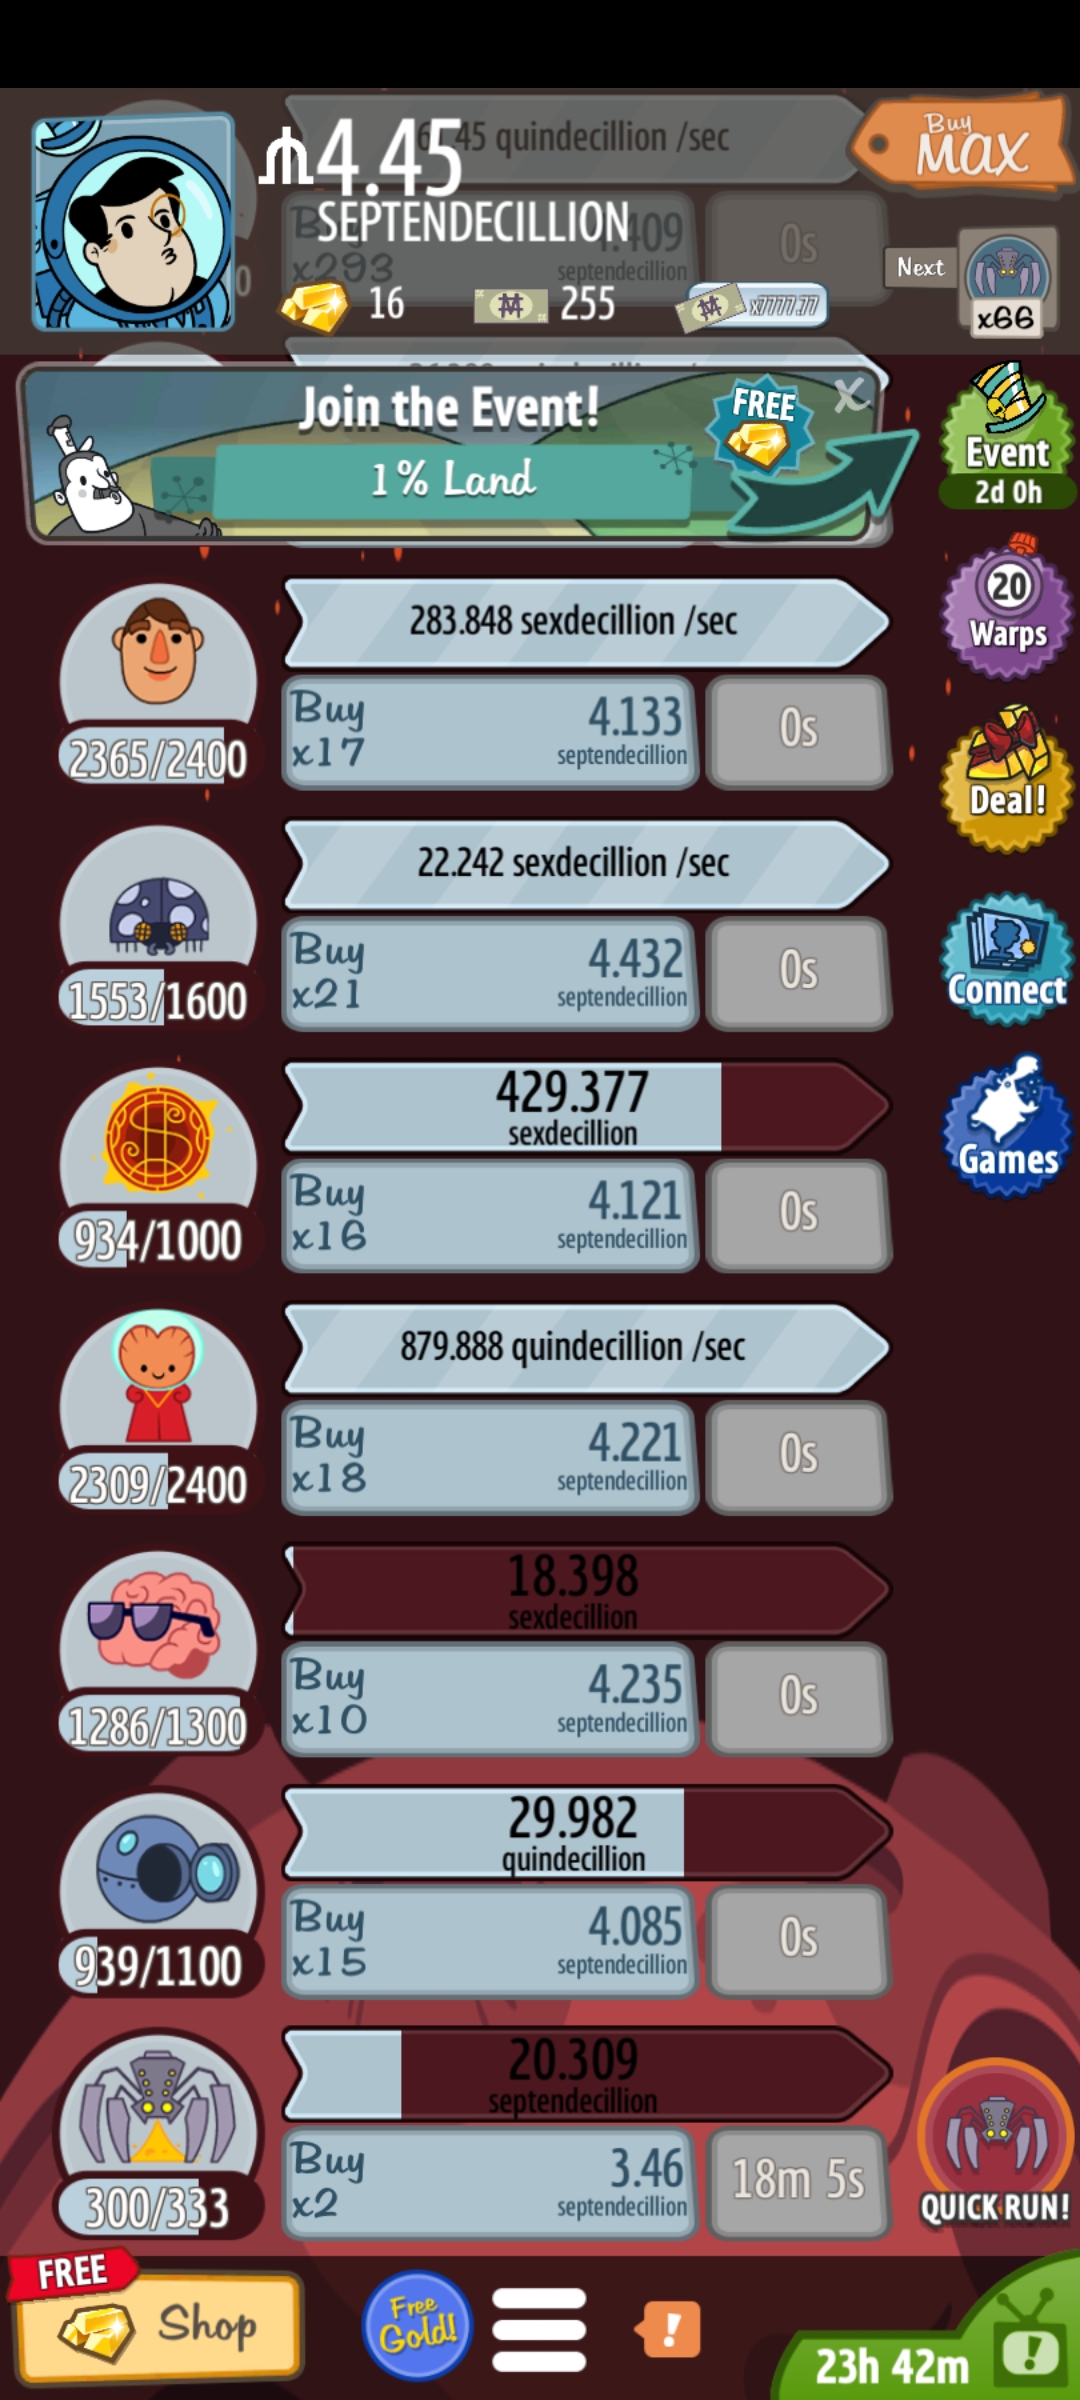 4.45
SEPTENDECILLION
45 quindecillion /sec
Buy
MAX
x293
septendecillion
0s
16
255
x7777.77
Next
x66
Join the Event!
1% Land
FREE
X
Event
2d 0h
283.848 sexdecillion /sec
Buy
x17
4.133
septendecillion
0s
2365/2400
20
Warps
22.242 sexdecillion /sec
Buy
x21
4.432
septendecillion
0s
1553/1600
Deal!
429.377
sexdecillion
Buy
x16
4.121
septendecillion
0s
934/1000
Connect
Games
879.888 quindecillion /sec
Buy
x18
4.221
septendecillion
0s
2309/2400
18.398
sexdecillion
Buy
x10
4.235
septendecillion
0s
1286/1300
29.982
quindecillion
Buy
x15
4.085
septendecillion
0s
939/1100
20.309
septendecillion
Buy
x2
3.46
septendecillion
18m 5s
300/333
QUICK RUN!
FREE
Shop
Free
Gold!
!
23h 42m
!